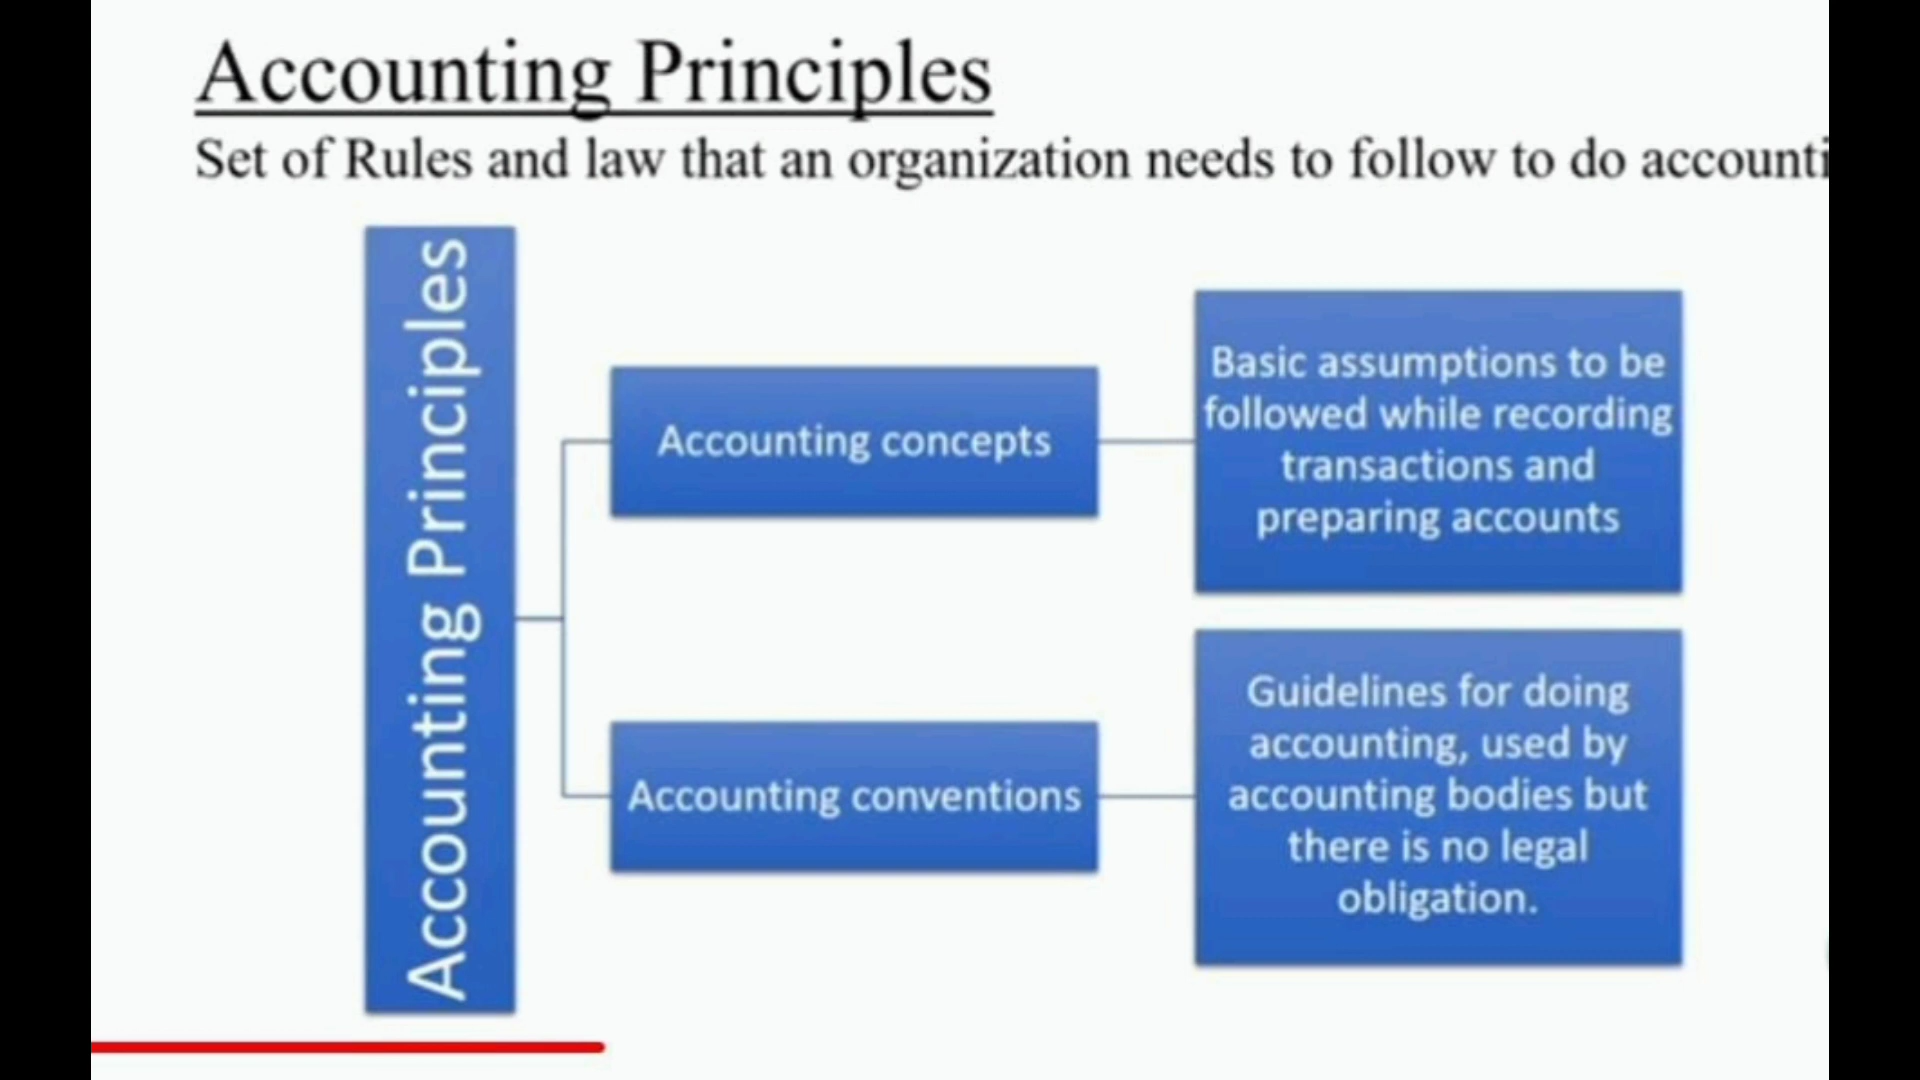 Accounting Principles
Set of Rules and law that an organization needs to follow to do
Accounting Principles
Accounting concepts
Basic assumptions to be
followed while recording
transactions and
preparing accounts
Accounting conventions
Guidelines for doing
accounting, used by
accounting bodies but
there is no legal
obligation.